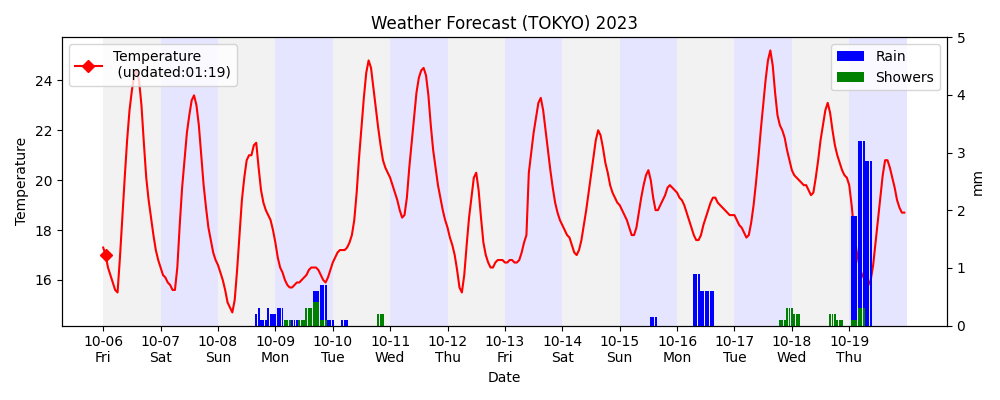 Weather Forecast (TOKYO) 2023
Temperature
(updated:01:19)
Rain
Showers
Temperature
24
22
20
18
16
5
4
3
2
1
0
mm
10-06 10-07 10-08 10-09 10-10 10-11 10-12 10-13 10-14 10-15 10-16 10-17 10-18 10-19
Fri Sat Sun Mon Tue Wed Thu Fri Sat Sun Mon Tue Wed Thu
Date